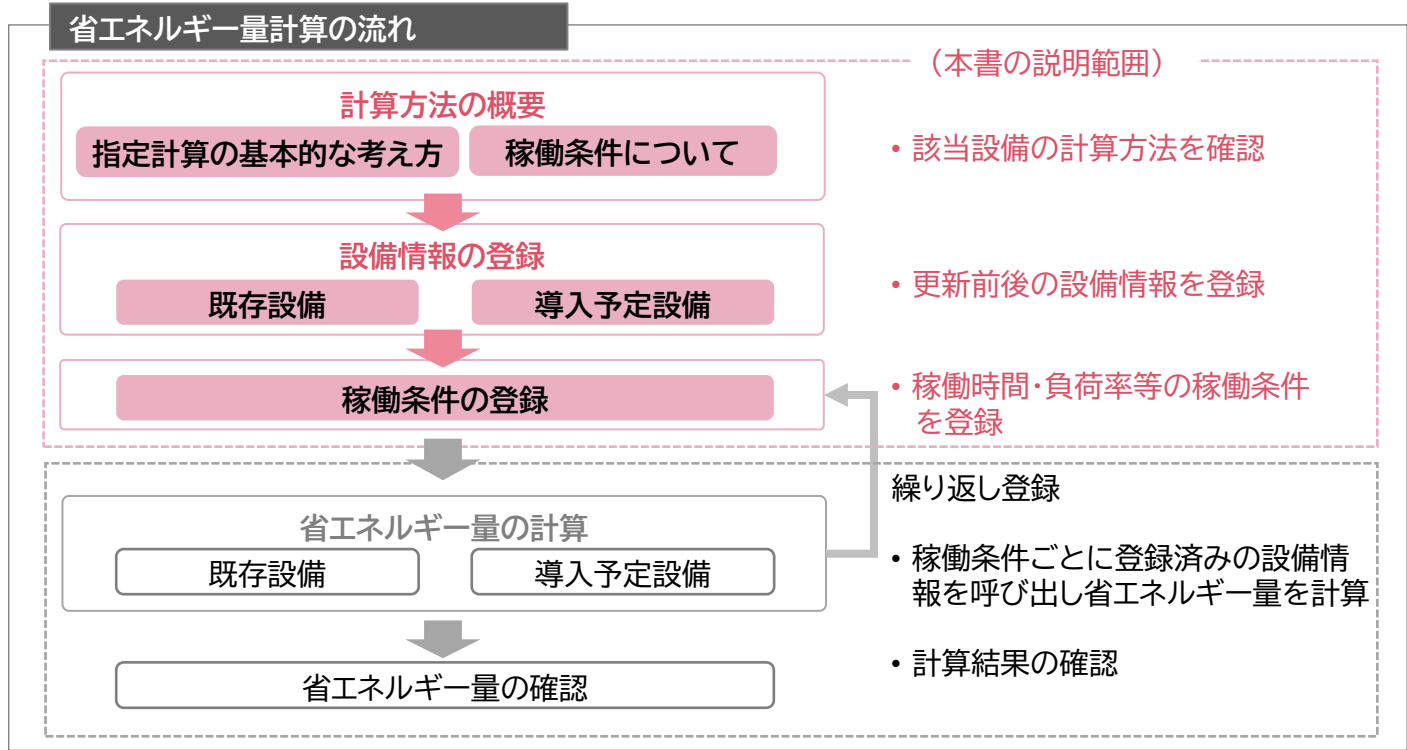 省エネルギー量計算の流れ
（本書の説明範囲）
計算方法の概要
指定計算の基本的な考え方
稼働条件について
・該当設備の計算方法を確認
設備情報の登録
既存設備
導入予定設備
・更新前後の設備情報を登録
稼働条件の登録
・稼働時間・負荷率等の稼働条件
を登録
繰り返し登録
省エネルギー量の計算
既存設備
導入予定設備
・稼働条件ごとに登録済みの設備情
報を呼び出し省エネルギー量を計算
省エネルギー量の確認
・計算結果の確認